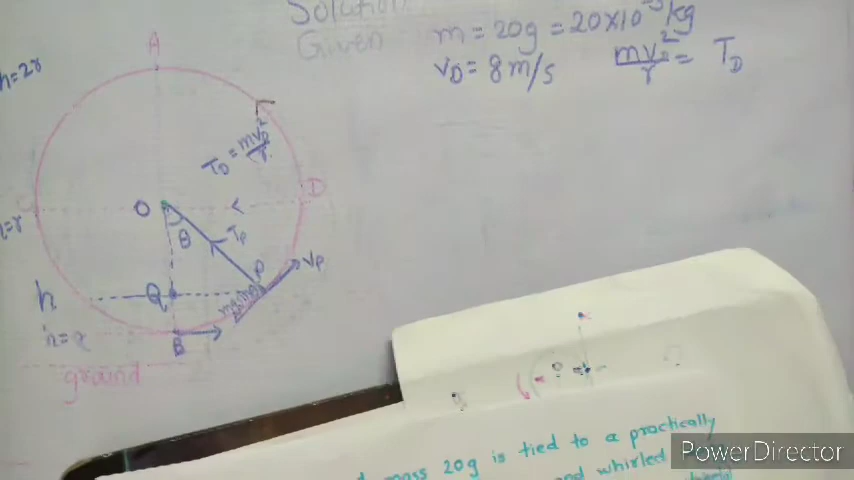 Solution
Given m = 20g = 20×10⁻³ kg
V_D = 8m/s
mv_D²/r = T_D
h=2r
A
T_D = mv_D²/r
D
O
θ
T_P
P
V_P
h
Q
B
ground
mass 20g is tied to a practically
and whirled
PowerDirector